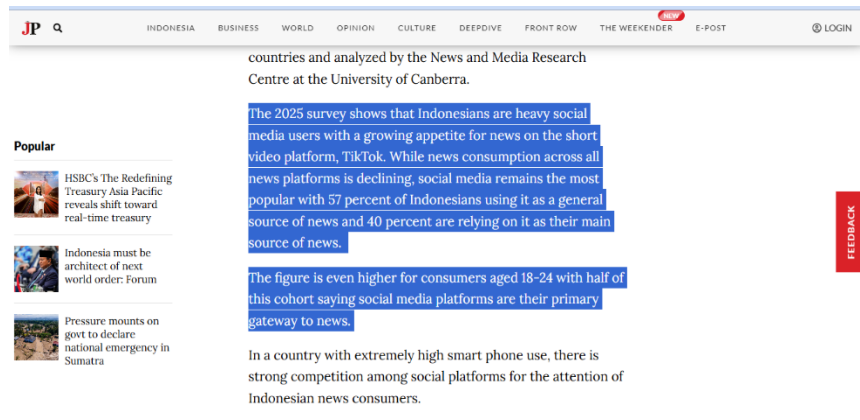 JP
INDONESIA BUSINESS WORLD OPINION CULTURE DEEPDIVE FRONT ROW THE WEEKENDER NEW E-POST LOGIN
countries and analyzed by the News and Media Research
Centre at the University of Canberra.
The 2025 survey shows that Indonesians are heavy social
media users with a growing appetite for news on the short
video platform, TikTok. While news consumption across all
news platforms is declining, social media remains the most
popular with 57 percent of Indonesians using it as a general
source of news and 40 percent are relying on it as their main
source of news.
The figure is even higher for consumers aged 18-24 with half of
this cohort saying social media platforms are their primary
gateway to news.
In a country with extremely high smart phone use, there is
strong competition among social platforms for the attention of
Indonesian news consumers.
Popular
HSBC's The Redefining
Treasury Asia Pacific
reveals shift toward
real-time treasury
Indonesia must be
architect of next
world order: Forum
Pressure mounts on
govt to declare
national emergency in
Sumatra
FEEDBACK